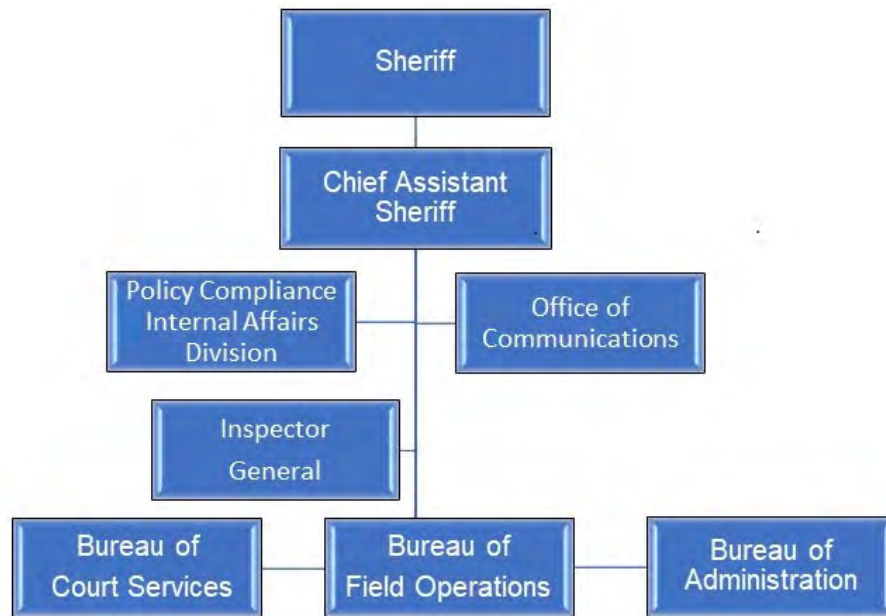 Sheriff
Chief Assistant
Sheriff
Policy Compliance
Internal Affairs
Division
Office of
Communications
Inspector
General
Bureau of
Court Services
Bureau of
Field Operations
Bureau of
Administration